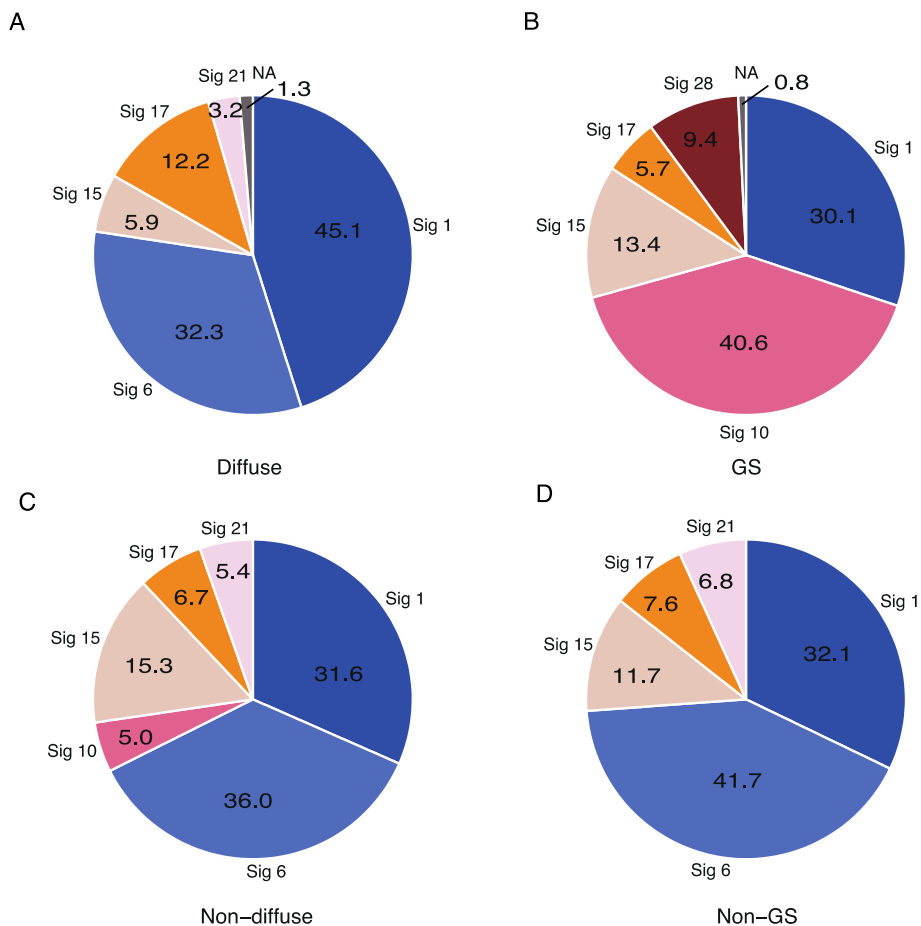 A
Sig 21
NA
1.3
Sig 17
3.2
12.2
Sig 15
5.9
45.1
Sig 1
32.3
Sig 6
Diffuse
B
NA
Sig 28
0.8
Sig 17
9.4
Sig 1
5.7
Sig 15
13.4
30.1
40.6
Sig 10
GS
C
Sig 21
Sig 17
5.4
6.7
Sig 1
Sig 15
15.3
31.6
Sig 10
5.0
36.0
Sig 6
Non–diffuse
D
Sig 21
Sig 17
6.8
7.6
Sig 1
Sig 15
11.7
32.1
41.7
Sig 6
Non–GS